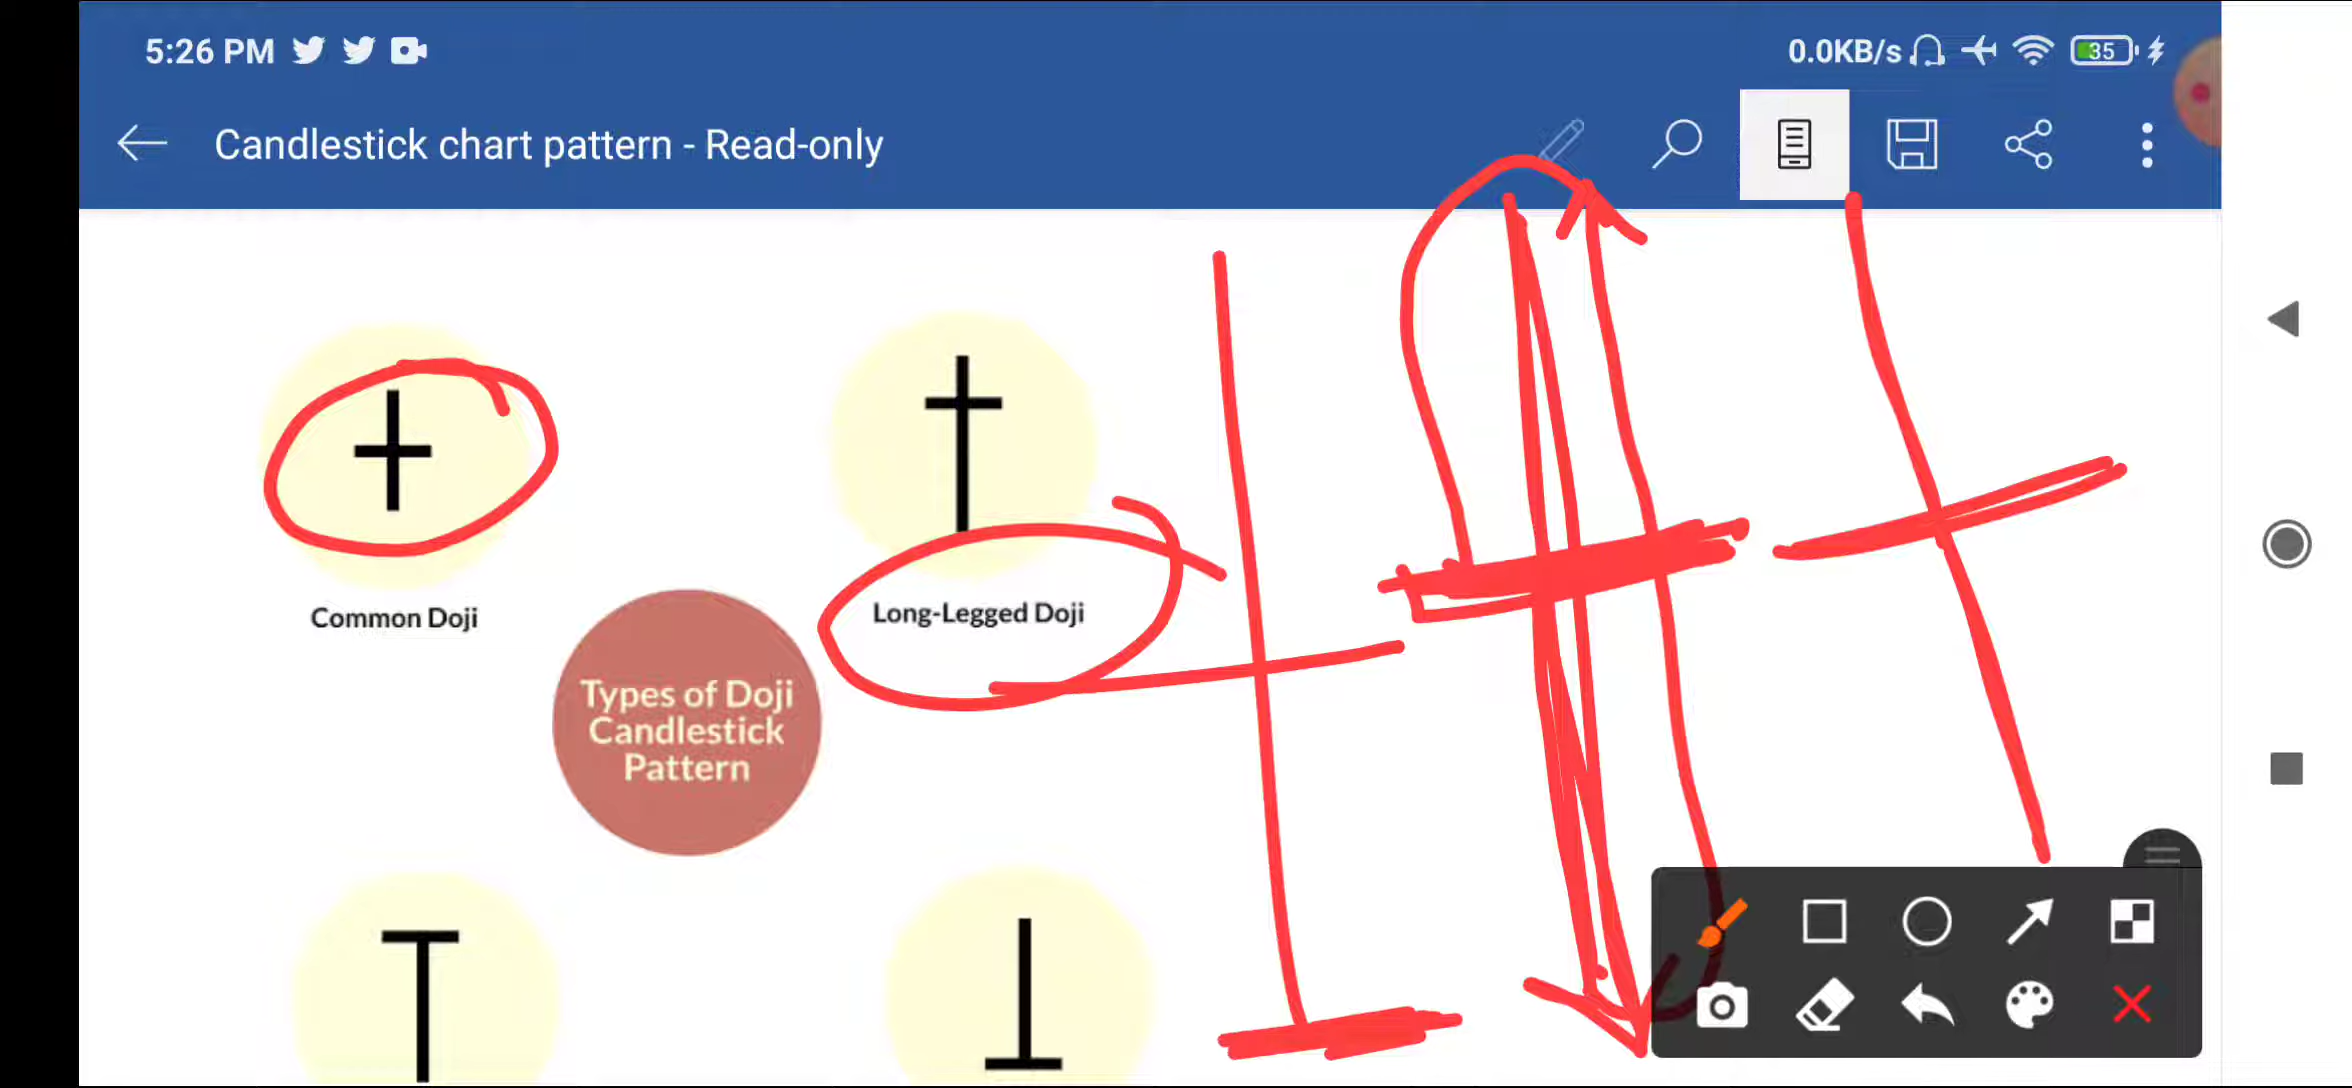 5:26 PM
0.0KB/s
35
Candlestick chart pattern - Read-only
Common Doji
Long-Legged Doji
Types of Doji
Candlestick
Pattern